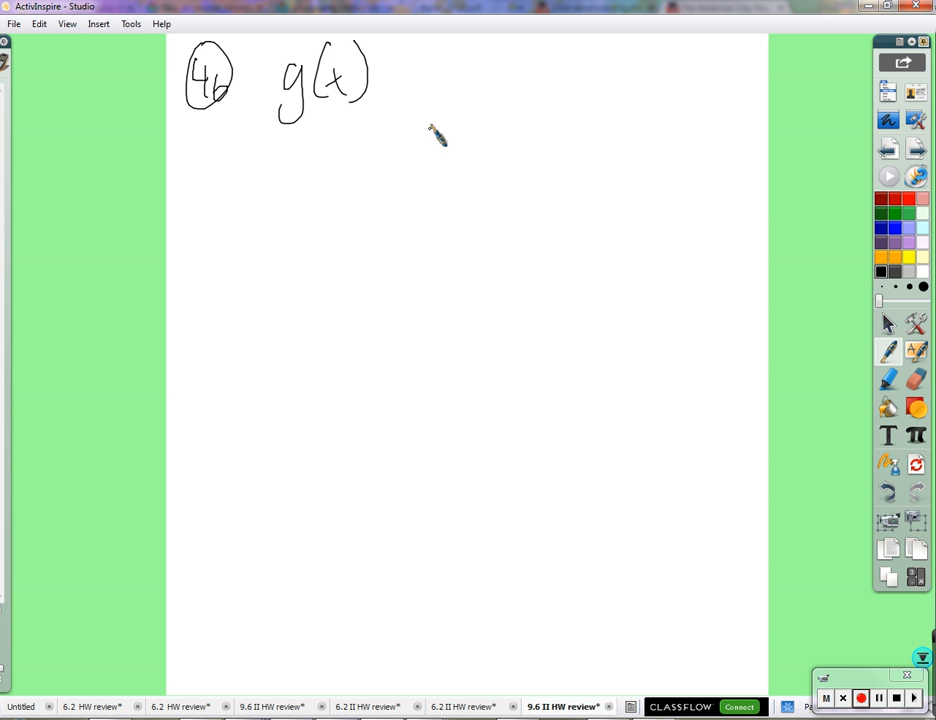 ActivInspire - Studio
File Edit View Insert Tools Help
4b g(x)
Untitled 6.2 HW review* 6.2 HW review* 9.6 II HW review* 6.2 II HW review* 6.2 II HW review* 9.6 II HW review* CLASSFLOW Connect
M